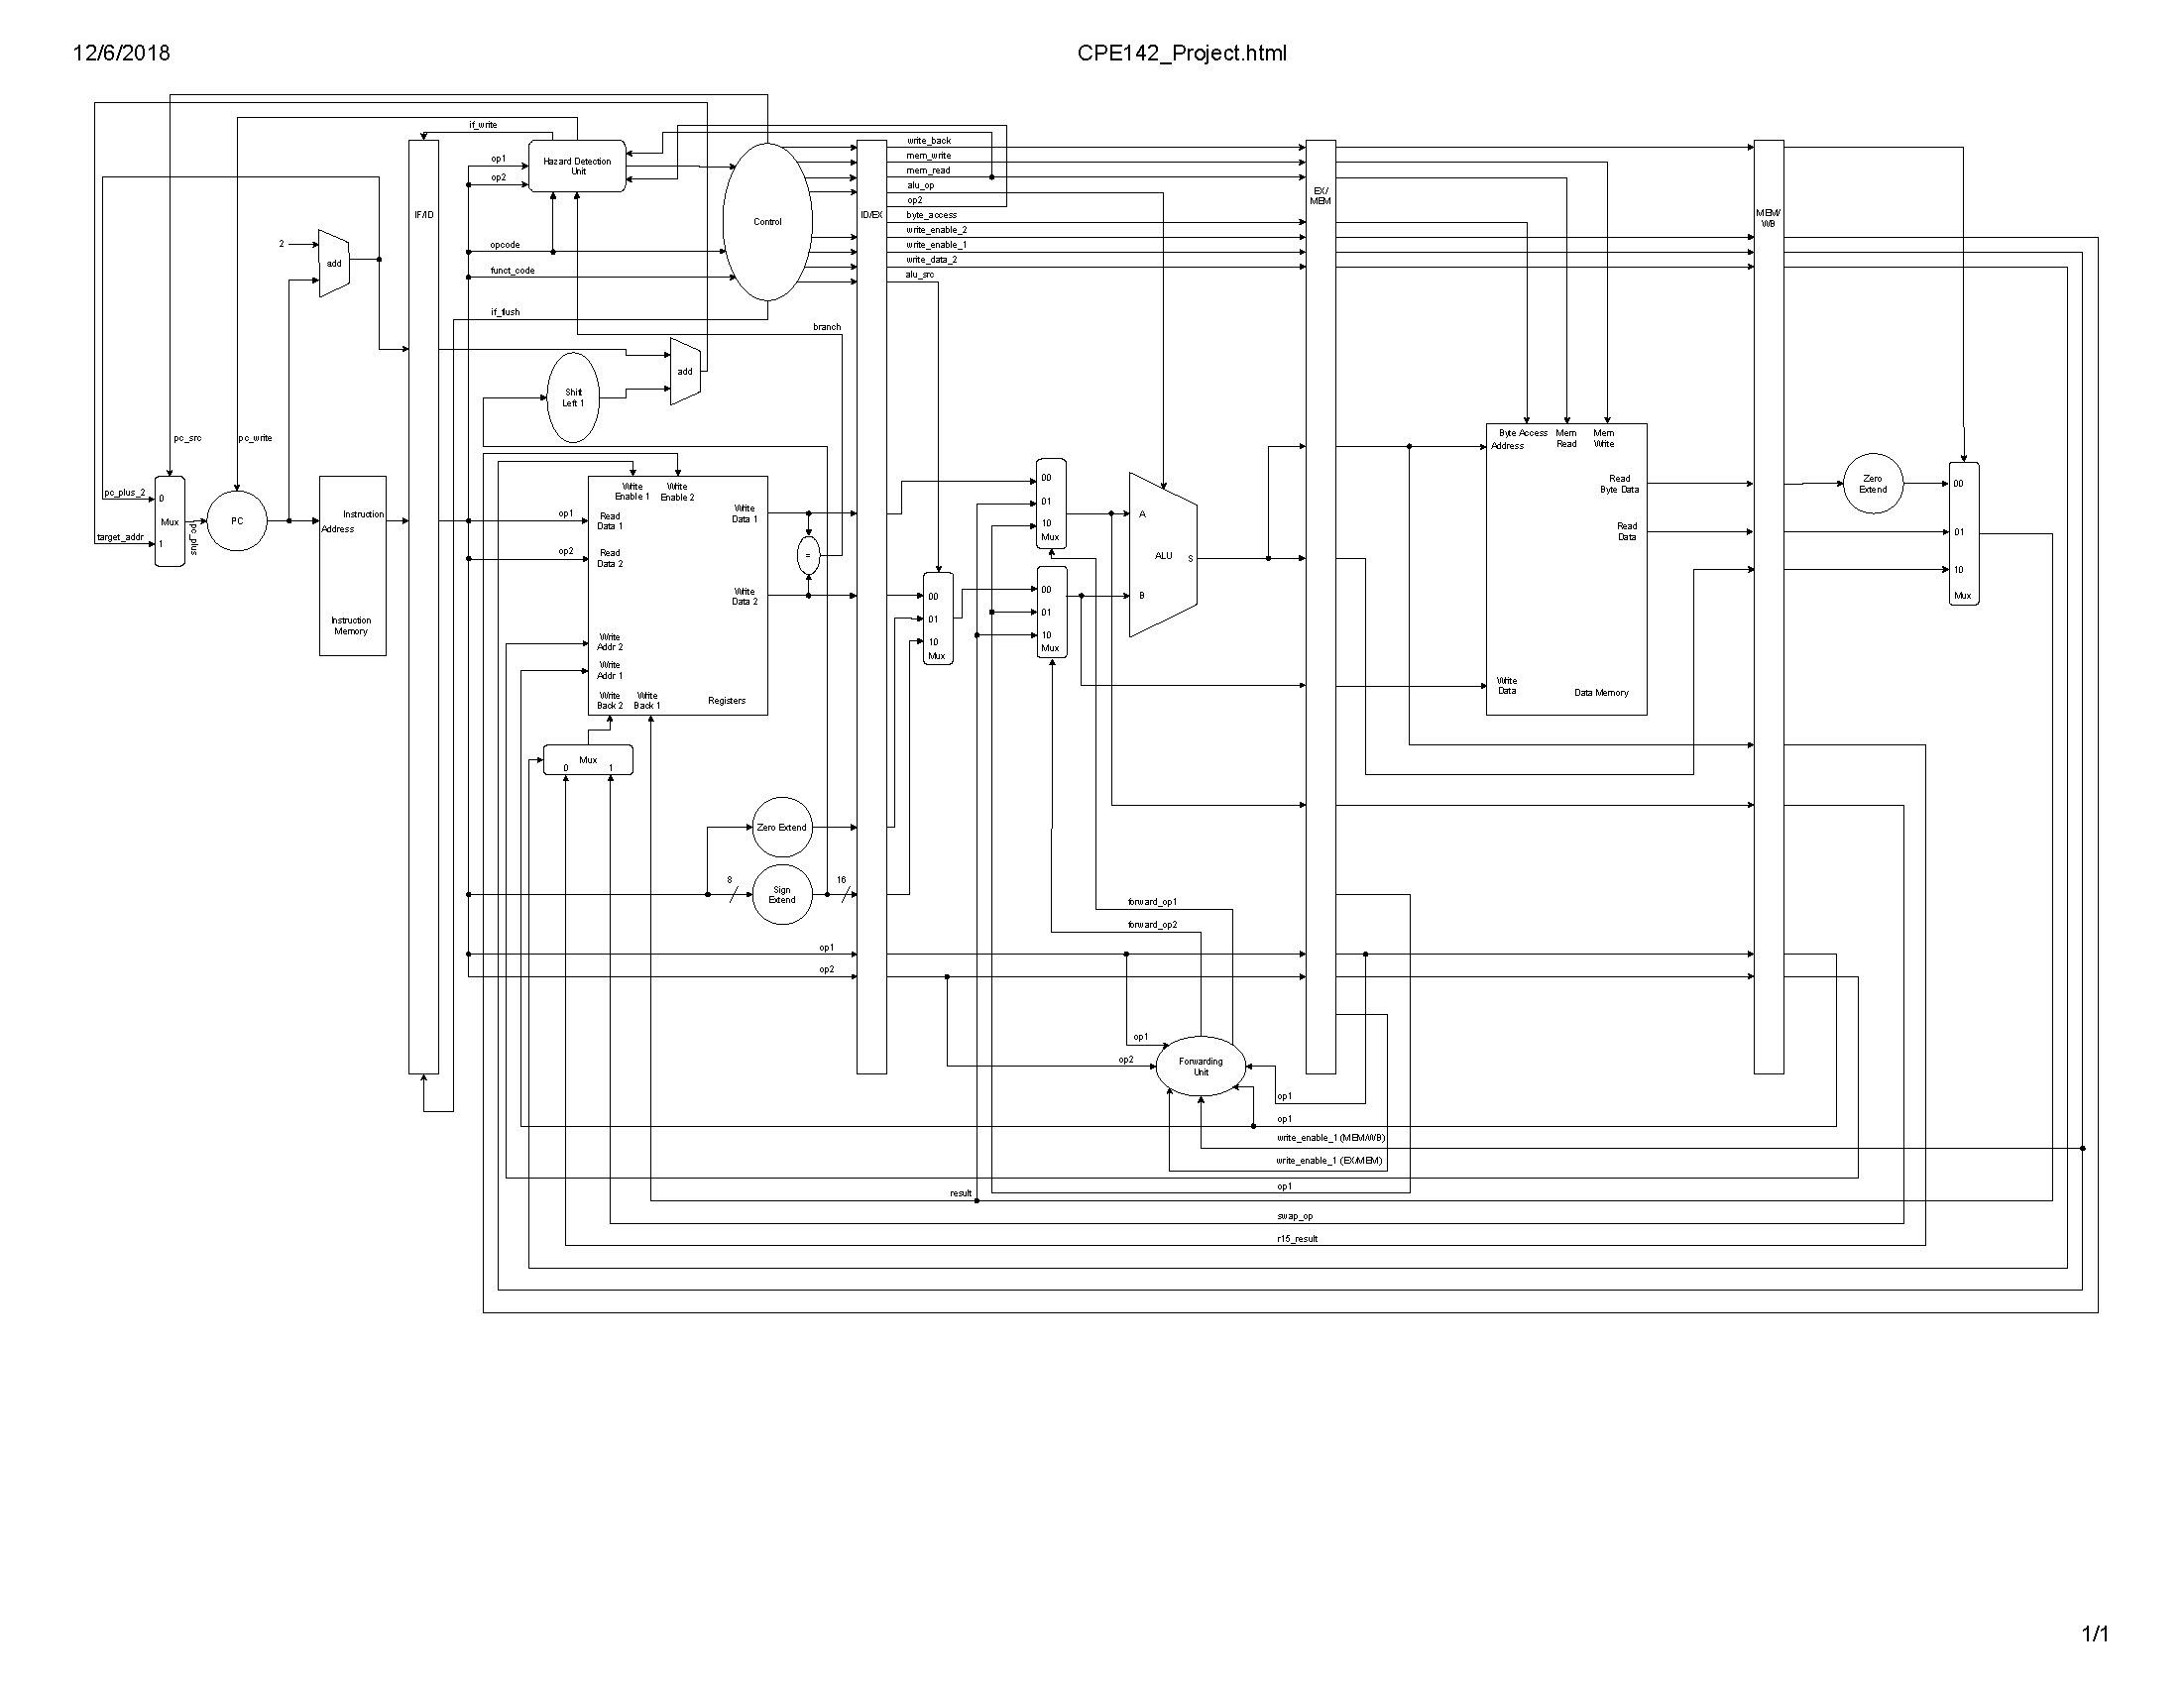 12/6/2018
CPE142_Project.html
if_write
op1
op2
Hazard Detection
Unit
write_back
mem_write
mem_read
alu_op
op2
byte_access
write_enable_2
write_enable_1
write_data_2
alu_src
IF/ID
Control
ID/EX
EX/
MEM
MEM/
WB
2
add
opcode
funct_code
if_flush
branch
add
Shift
Left 1
pc_src
pc_write
pc_plus_2
0
Mux
target_addr
1
pc_plus
PC
Instruction
Address
Instruction
Memory
Write
Enable 1
Write
Enable 2
op1
Read
Data 1
op2
Read
Data 2
Write
Data 1
=
Write
Data 2
Write
Addr 2
Write
Addr 1
Write
Back 2
Write
Back 1
Registers
Mux
0
1
00
01
10
Mux
00
01
10
Mux
00
01
10
Mux
A
ALU
S
B
Byte Access
Mem
Read
Mem
Write
Address
Read
Byte Data
Read
Data
Write
Data
Data Memory
Zero
Extend
00
01
10
Mux
Zero Extend
8
Sign
Extend
16
forward_op1
forward_op2
op1
op2
op1
op2
Forwarding
Unit
op1
op1
write_enable_1 (MEM/WB)
write_enable_1 (EX/MEM)
op1
result
swap_op
r15_result
1/1